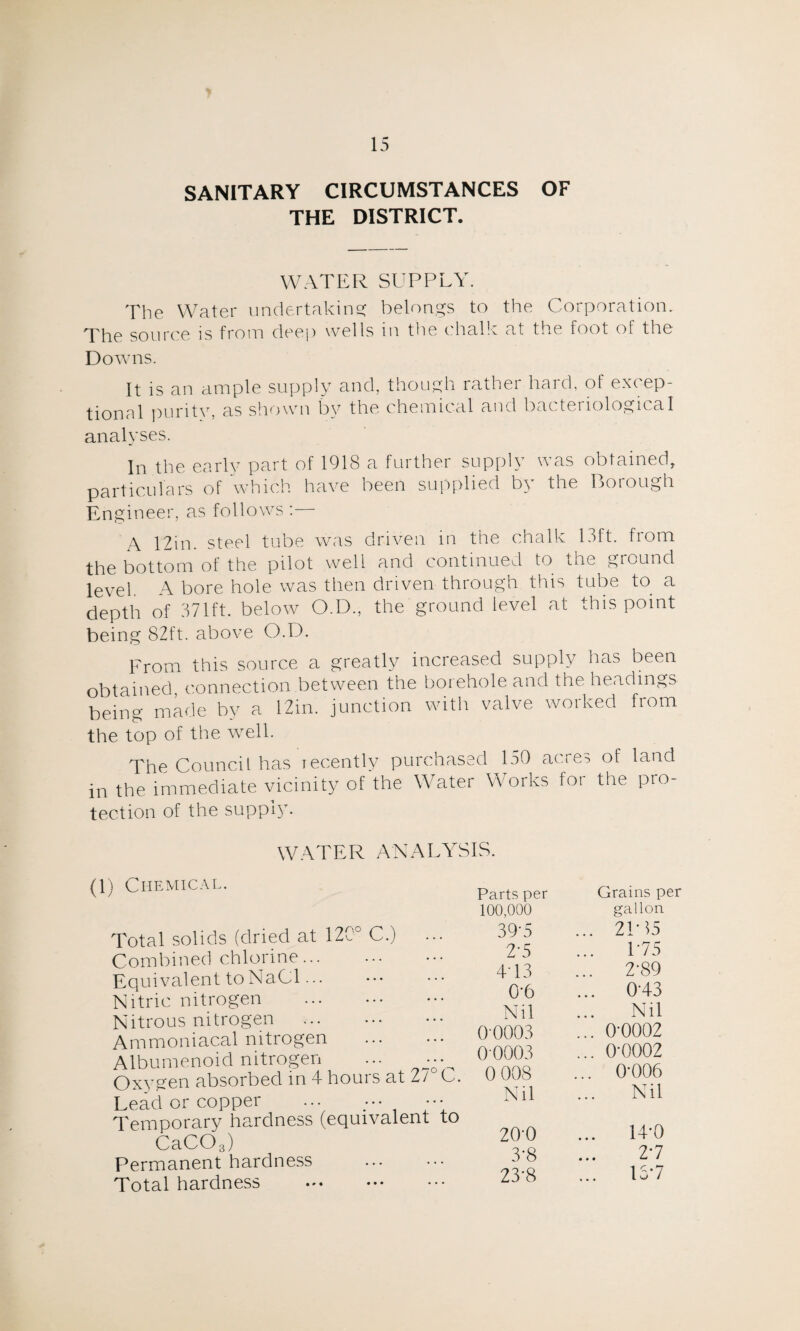 15
SANITARY CIRCUMSTANCES OF
THE DISTRICT.
WATER SUPPLY.
The Water undertaking belongs to the Corporation.
The source is from deep wells in the chalk at the foot of the
Downs.
It is an ample supply and, though rather hard, of excep-
tional purity, as shown by the chemical and bacteriological
analyses.
In the early part of 1918 a further supply was obtained,
particulars of which have been supplied by the Borough
Engineer, as follows :—
A 12in. steel tube was driven in the chalk 13ft. from
the bottom of the pilot well and continued to the ground
level. A bore hole was then driven through this tube to a
depth of 371ft. below O.D., the ground level at this point
being 82ft. above O.D.
From this source a greatly increased supply has been
obtained, connection between the borehole and the headings
being made by a 12in. junction with valve worked from
the top of the well.
The Council has recently purchased 150 acres of land
in the immediate vicinity of the Water Works for the pro-
tection of the supply.
WATER ANALYSIS.
(1) CHEMICAL.
Parts per Grains per
100,000 gallon
Total solids (dried at 120° C.) ... 39·5 ... 21·35
Combined chlorine... ... ... 2·5 ... 1·75
Equivalent to NaCl ... ... ... 4·13 ... 2·89
Nitric nitrogen ... ... ... 0·6 ... 0·43
Nitrous nitrogen ... ... ... Nil ... Nil
Ammoniacal nitrogen ... ... 0·0003 ... 0·0002
Albumenoid nitrogen ... ... 0·0003 ... 0·0002
Oxygen absorbed in 4 hours at 27° C. 0 008 ... 0·006
Lead or copper ... ... ... Nil ... Nil
Temporary hardness (equivalent to
CaCO₃) 20·0 ... 14·0
Permanent hardness ... ... 3·8 ... 2·7
Total hardness ... ... ... 23·8 ... 16·7